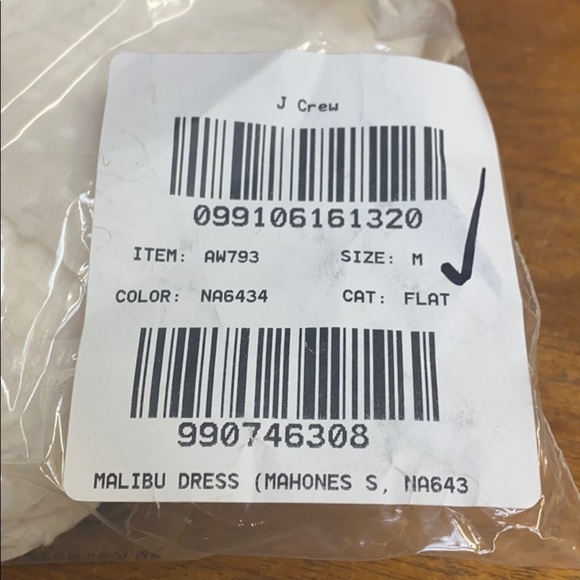 J Crew
099106161320
ITEM: AW793 SIZE: M
COLOR: NA6434 CAT: FLAT
990746308
MALIBU DRESS (MAHONES S, NA643